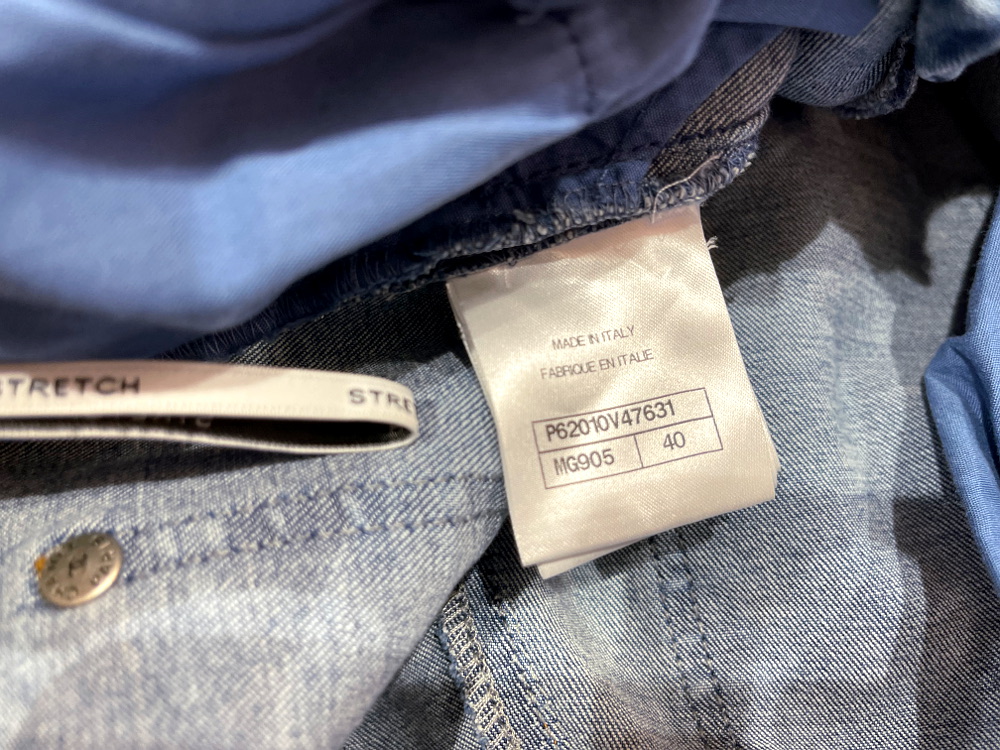 MADE IN ITALY
FABRIQUE EN ITALIE
P62010V47631
MG905 40
STRETCH STRE